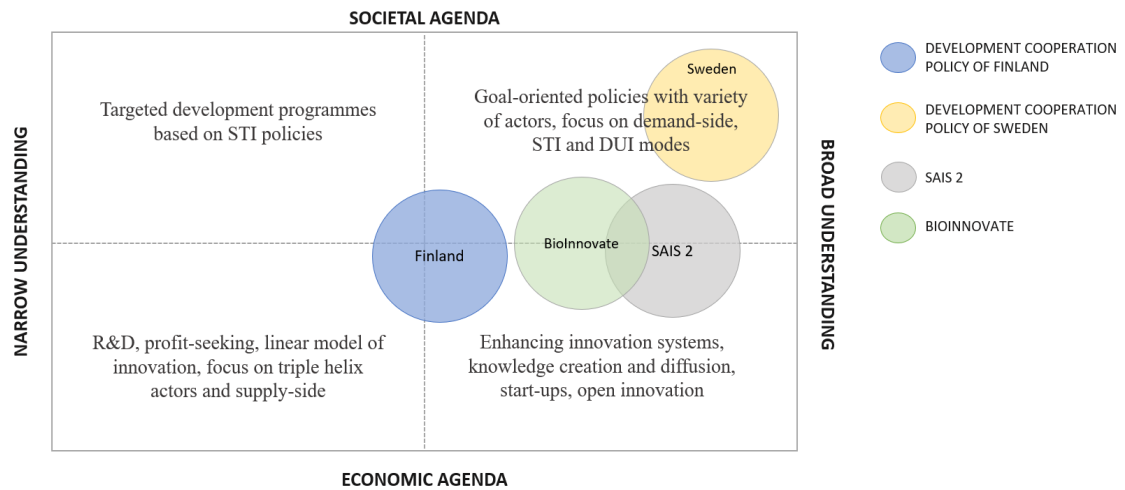 SOCIETAL AGENDA
NARROW UNDERSTANDING
Targeted development programmes
based on STI policies
Sweden
Goal-oriented policies with variety
of actors, focus on demand-side,
STI and DUI modes
Finland
BioInnovate
SAIS 2
R&D, profit-seeking, linear model of
innovation, focus on triple helix
actors and supply-side
Enhancing innovation systems,
knowledge creation and diffusion,
start-ups, open innovation
BROAD UNDERSTANDING
ECONOMIC AGENDA
DEVELOPMENT COOPERATION
POLICY OF FINLAND
DEVELOPMENT COOPERATION
POLICY OF SWEDEN
SAIS 2
BIOINNOVATE